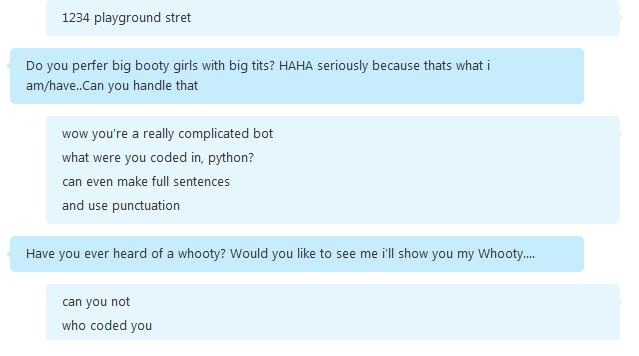 1234 playground stret
Do you perfer big booty girls with big tits? HAHA seriously because thats what i
am/have..Can you handle that
wow you're a really complicated bot
what were you coded in, python?
can even make full sentences
and use punctuation
Have you ever heard of a whooty? Would you like to see me i'll show you my Whooty....
can you not
who coded you